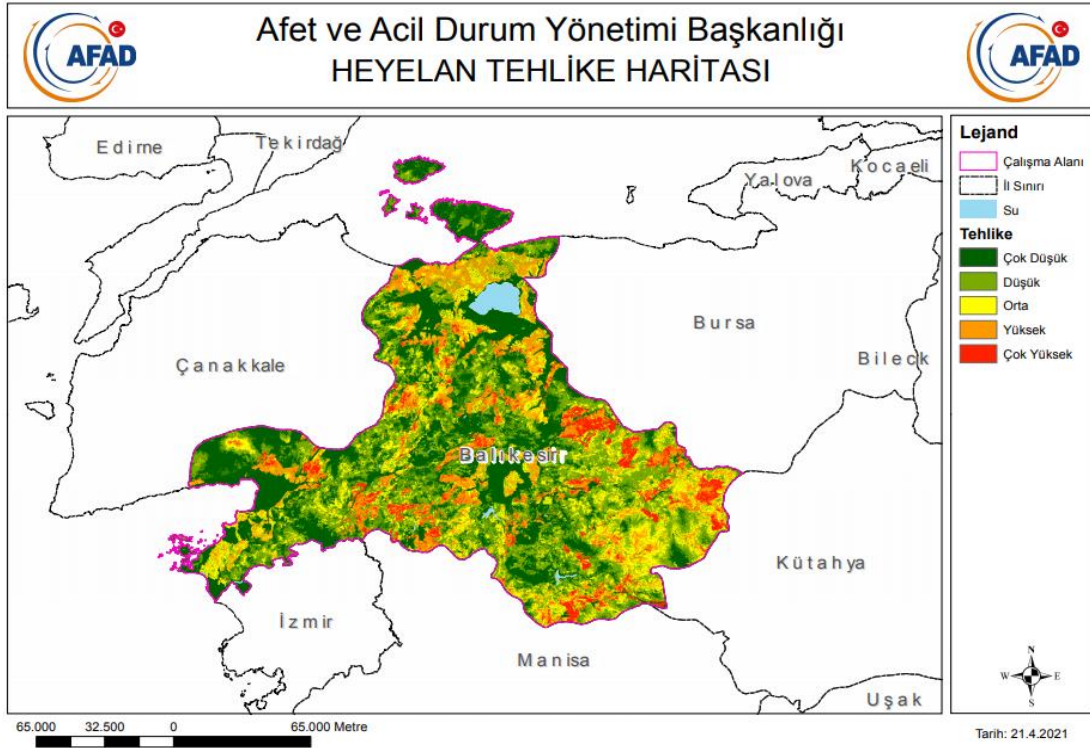 AFAD
Afet ve Acil Durum Yönetimi Başkanlığı
HEYELAN TEHLİKE HARİTASI
AFAD
Edirne
Tekirdağ
Yalova
Kocaeli
Çanakkale
Bursa
Bileck
Balıkesir
Kütahya
İzmir
Manisa
Uşak
Lejand
Çalışma Alanı
İl Sınırı
Su
Tehlike
Çok Düşük
Düşük
Orta
Yüksek
Çok Yüksek
N
W E
S
65.000 32.500 0 65.000 Metre
Tarih: 21.4.2021